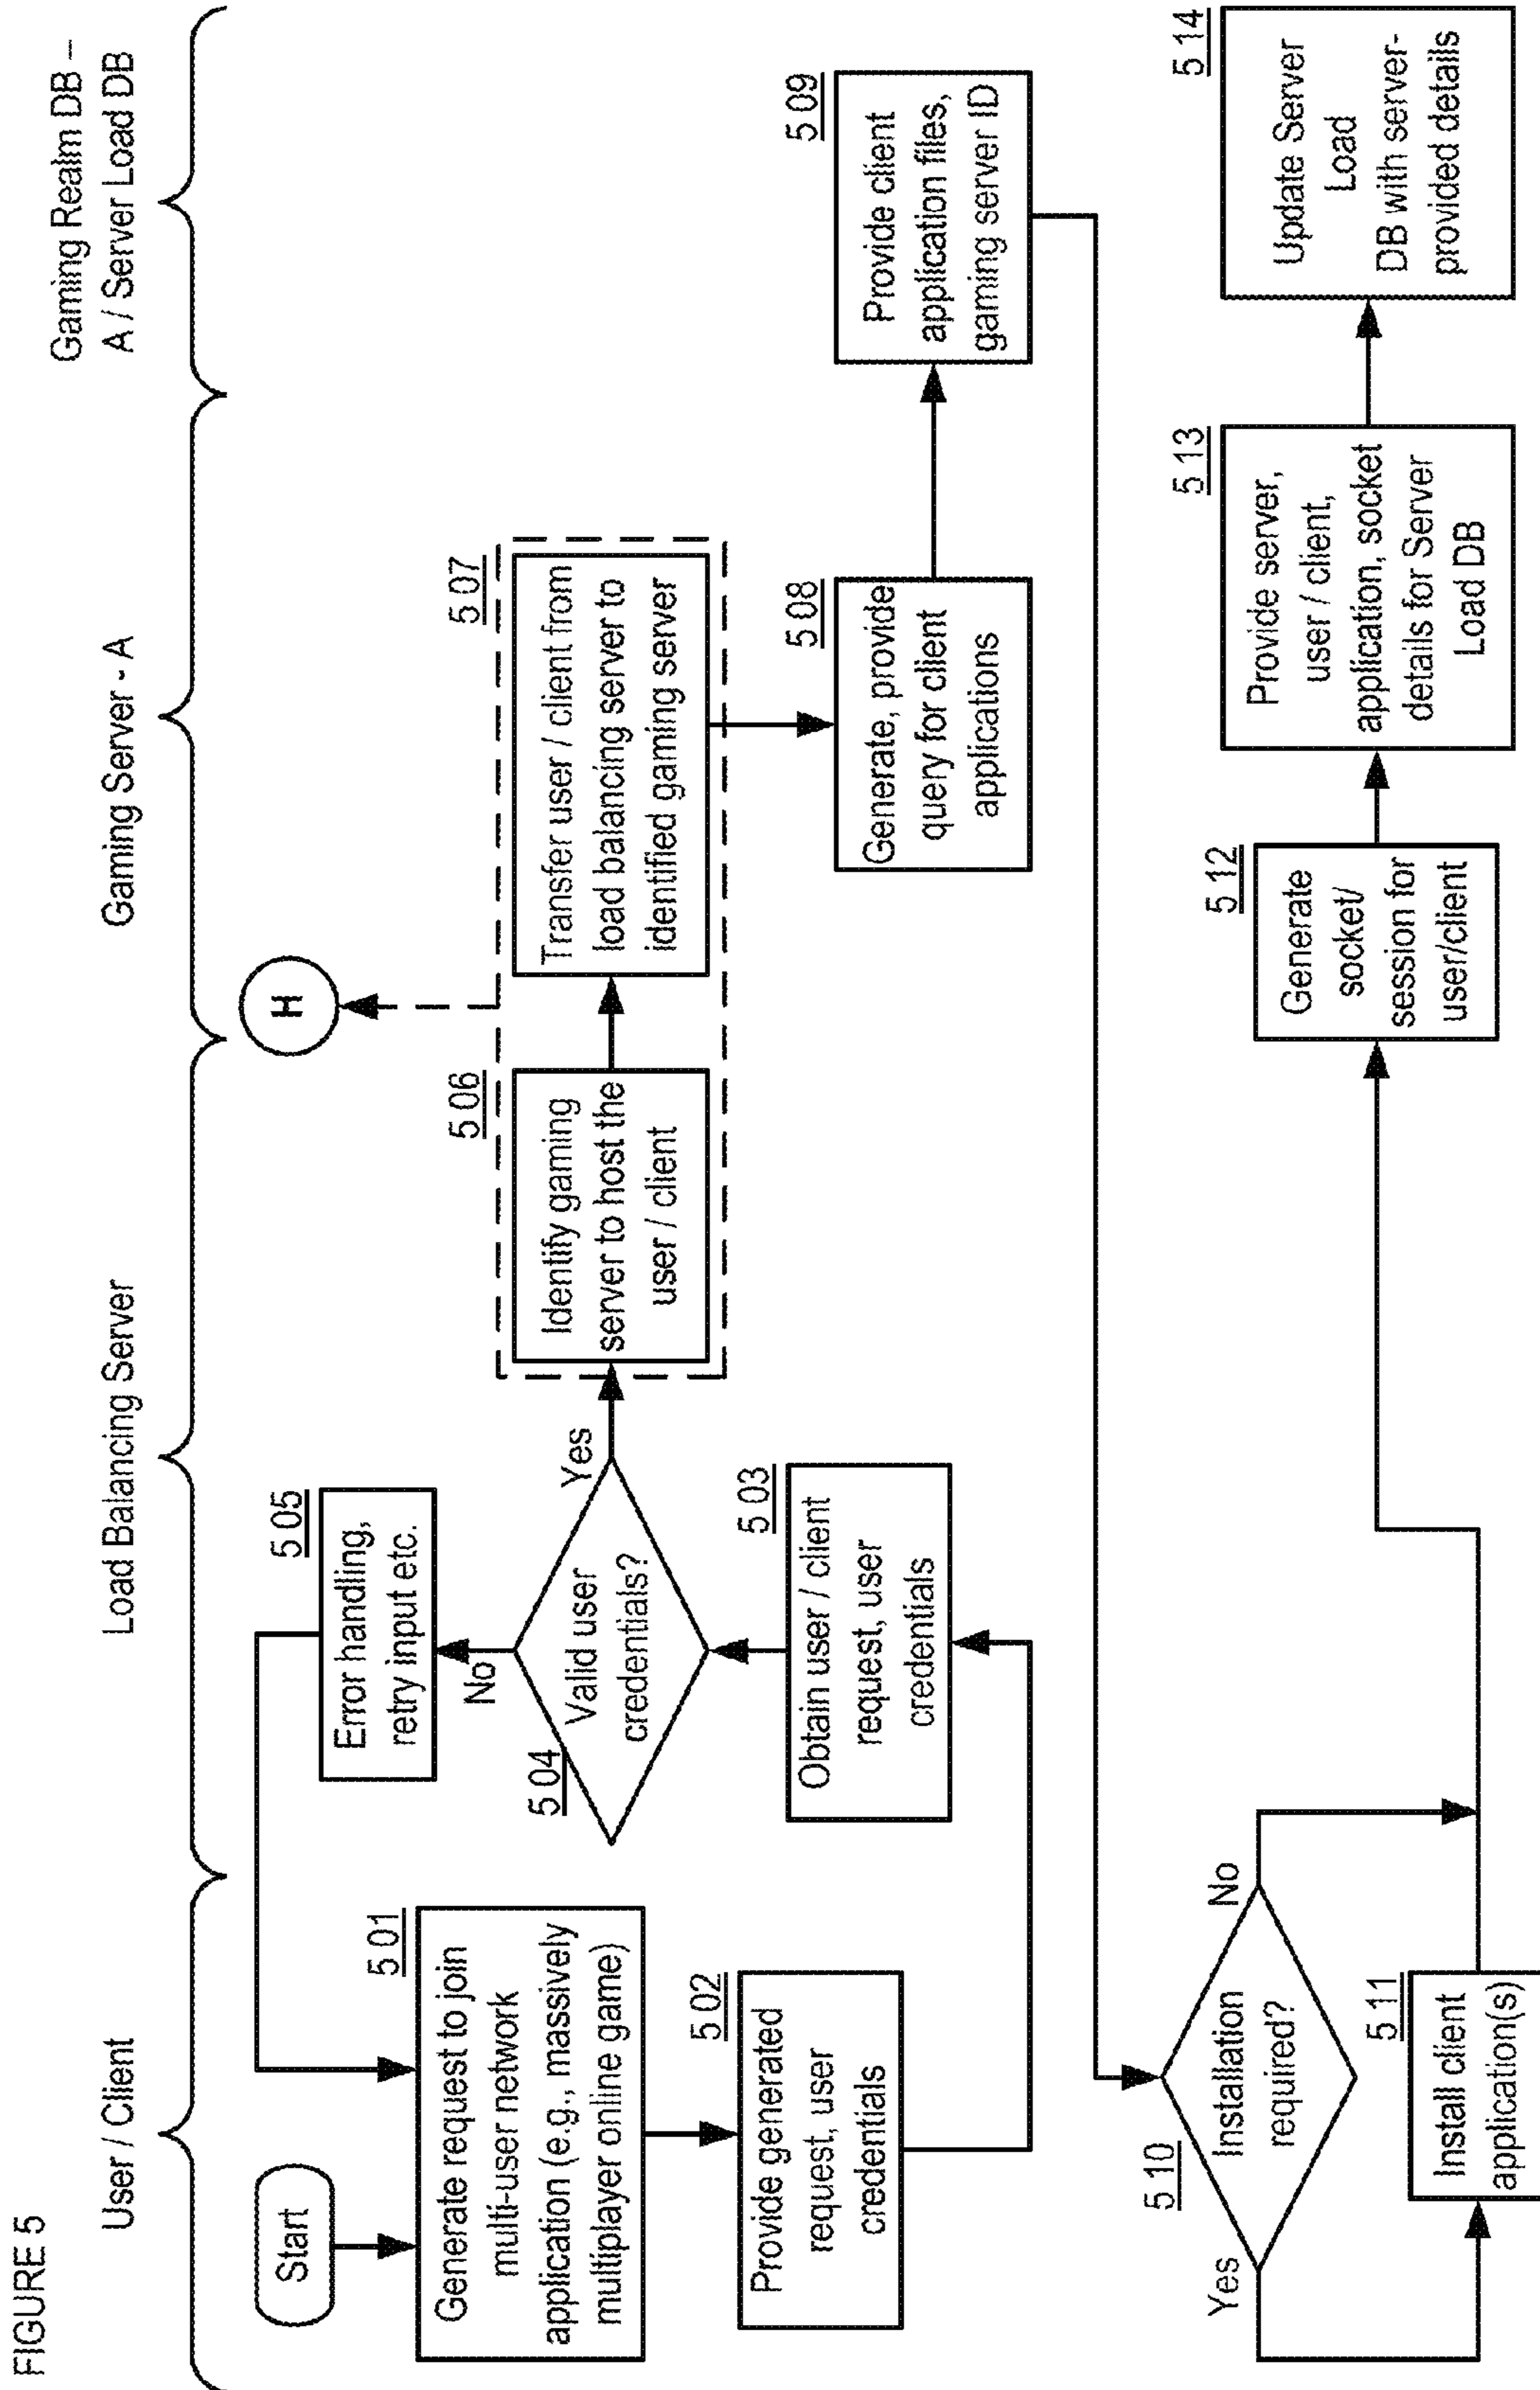 FIGURE 5
User / Client
Load Balancing Server
Gaming Server - A
Gaming Realm DB –
A / Server Load DB
Start
5 01
Generate request to join
multi-user network
application (e.g., massively
multiplayer online game)
5 02
Provide generated
request, user
credentials
5 03
Obtain user / client
request, user
credentials
5 04
Valid user
credentials?
No
Yes
5 05
Error handling,
retry input etc.
5 06
Identify gaming
server to host the
user / client
H
5 07
Transfer user / client from
load balancing server to
identified gaming server
5 08
Generate, provide
query for client
applications
5 09
Provide client
application files,
gaming server ID
5 10
Installation
required?
Yes
No
5 11
Install client
application(s)
5 12
Generate
socket/
session for
user/client
5 13
Provide server,
user / client,
application, socket
details for Server
Load DB
5 14
Update Server
Load
DB with server-
provided details